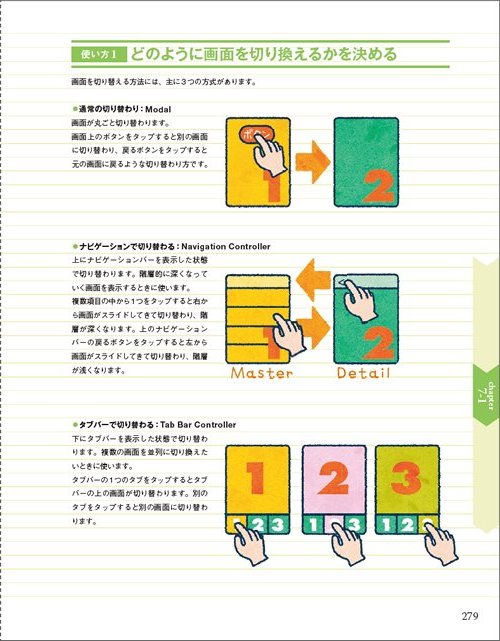 使い方1 どのように画面を切り換えるかを決める
画面を切り替える方法には、主に3つの方式があります。
●通常の切り替わり：Modal
画面が丸ごと切り替わります。
画面上のボタンをタップすると別の画面
に切り替わり、戻るボタンをタップすると
元の画面に戻るような切り替わり方です。
ボタン
1
2
●ナビゲーションで切り替わる：Navigation Controller
上にナビゲーションバーを表示した状態
で切り替わります。階層的に深くなって
いく画面を表示するときに使います。
複数項目の中から1つをタップすると右か
ら画面がスライドしてきて切り替わり、階
層が深くなります。上のナビゲーション
バーの戻るボタンをタップすると左から
画面がスライドしてきて切り替わり、階層
が浅くなります。
1
2
Master Detail
chapter
7-1
●タブバーで切り替わる：Tab Bar Controller
下にタブバーを表示した状態で切り替わ
ります。複数の画面を並列に切り換えた
いときに使います。
タブバーの1つのタブをタップするとタブ
バーの上の画面が切り替わります。別の
タブをタップすると別の画面に切り替わ
ります。
1 2 3
2 3 1 3 1 2
279